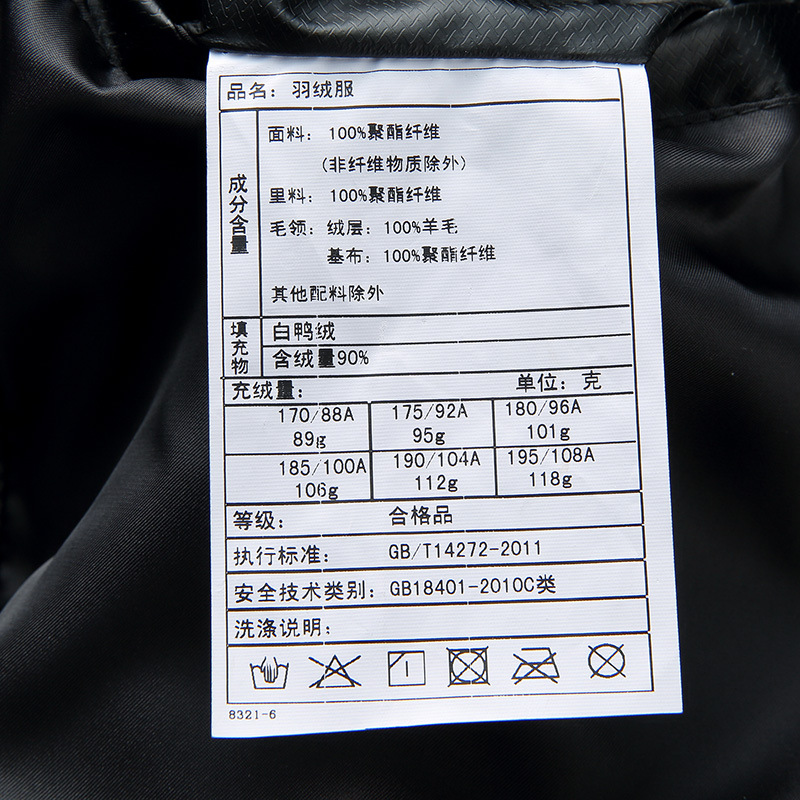 品名：羽绒服
成分含量
面料：100%聚酯纤维
(非纤维物质除外)
里料：100%聚酯纤维
毛领：绒层：100%羊毛
基布：100%聚酯纤维
其他配料除外
填充物
白鸭绒
含绒量90%
充绒量： 单位：克
170/88A 175/92A 180/96A
89g 95g 101g
185/100A 190/104A 195/108A
106g 112g 118g
等级： 合格品
执行标准： GB/T14272-2011
安全技术类别：GB18401-2010C类
洗涤说明：
8321-6